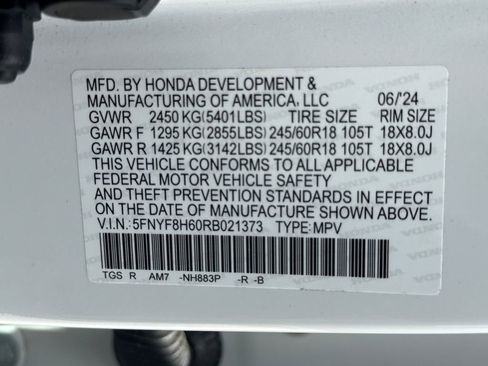 MFD. BY HONDA DEVELOPMENT &
MANUFACTURING OF AMERICA, LLC 06/'24
GVWR 2450 KG(5401LBS) TIRE SIZE RIM SIZE
GAWR F 1295 KG(2855LBS) 245/60R18 105T 18X8.0J
GAWR R 1425 KG(3142LBS) 245/60R18 105T 18X8.0J
THIS VEHICLE CONFORMS TO ALL APPLICABLE
FEDERAL MOTOR VEHICLE SAFETY
AND THEFT PREVENTION STANDARDS IN EFFECT
ON THE DATE OF MANUFACTURE SHOWN ABOVE.
V.I.N.: 5FNYF8H60RB021373 TYPE: MPV
TGS R AM7 -NH883P -R -B